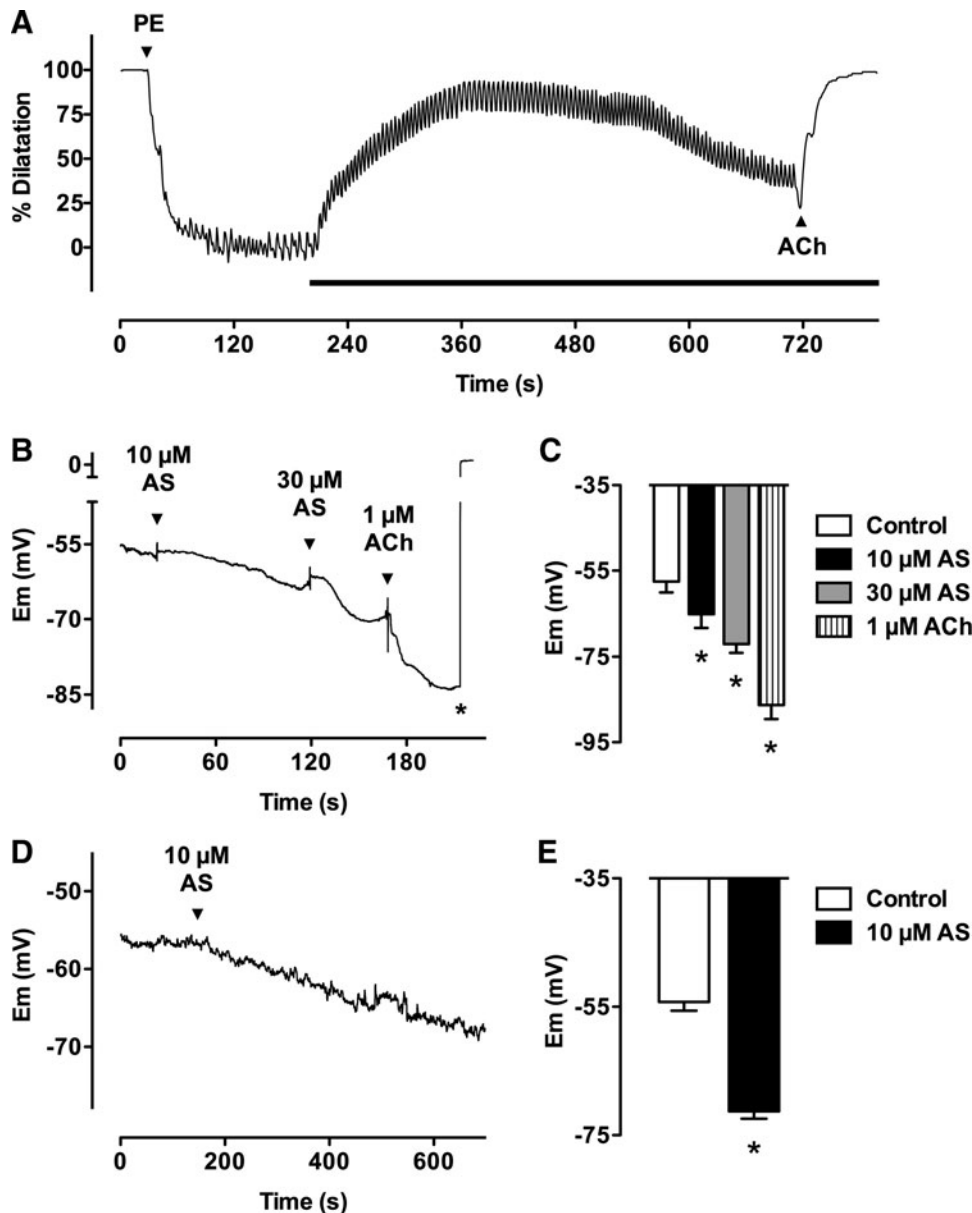 A
PE
% Dilatation
100
75
50
25
0
ACh
0 120 240 360 480 600 720
Time (s)
B
10 µM
AS
30 µM
AS
1 µM
ACh
Em (mV)
0
-55
-70
-85
*
0 60 120 180
Time (s)
C
Em (mV)
-35
-55
-75
-95
*
*
*
Control
10 µM AS
30 µM AS
1 µM ACh
D
10 µM
AS
Em (mV)
-50
-60
-70
0 200 400 600
Time (s)
E
Em (mV)
-35
-55
-75
*
Control
10 µM AS